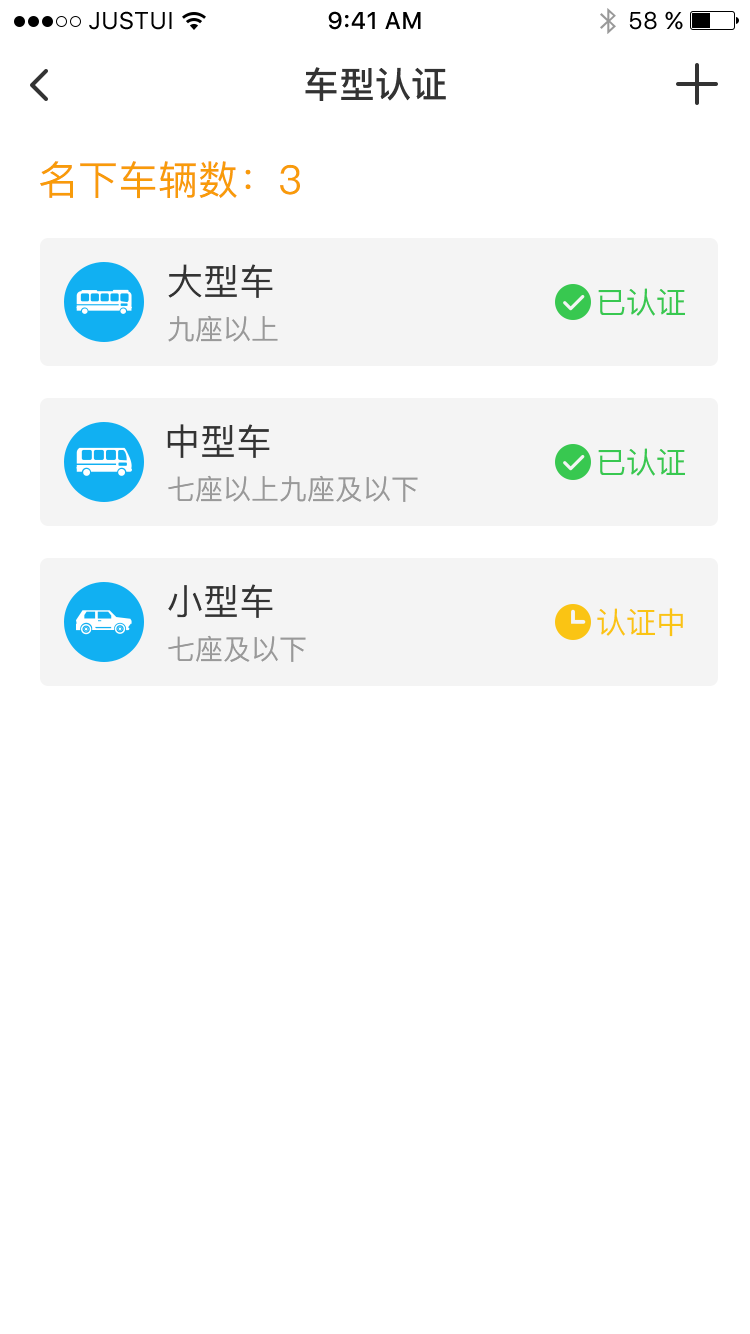 JUSTUI 9:41 AM 58 %
车型认证
名下车辆数：3
大型车
九座以上
已认证
中型车
七座以上九座及以下
已认证
小型车
七座及以下
认证中